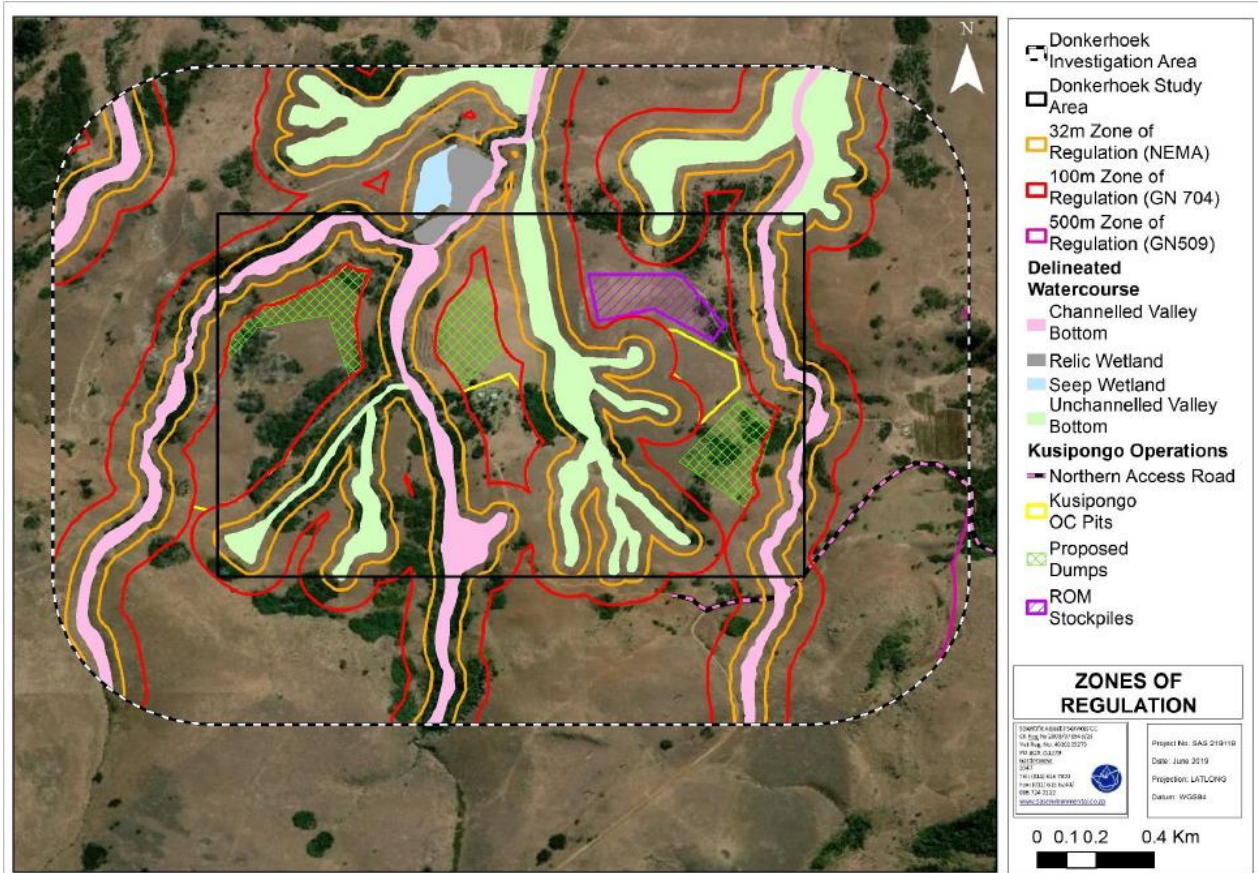 N
Donkerhoek
Investigation Area
Donkerhoek Study
Area
32m Zone of
Regulation (NEMA)
100m Zone of
Regulation (GN 704)
500m Zone of
Regulation (GN509)
Delineated
Watercourse
Channelled Valley
Bottom
Relic Wetland
Seep Wetland
Unchannelled Valley
Bottom
Kusipongo Operations
Northern Access Road
Kusipongo
OC Pits
Proposed
Dumps
ROM
Stockpiles
ZONES OF
REGULATION
Project No: SAS 219118
Date: June 2019
Projection: LATLONG
Datum: WGS84
0 0.1 0.2 0.4 Km